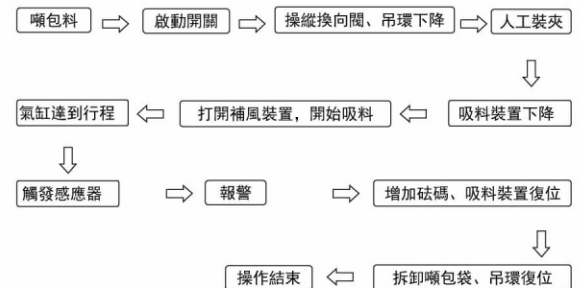 噸包料
啟動開關
操縱換向閥、吊環下降
人工裝夾
吸料裝置下降
打開補風裝置，開始吸料
氣缸達到行程
觸發感應器
報警
增加砝碼、吸料裝置復位
拆卸噸包袋、吊環復位
操作結束